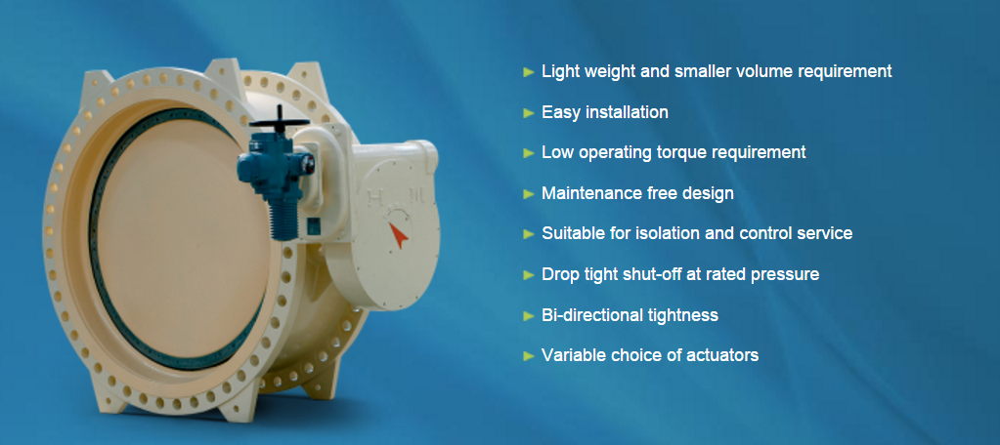 Light weight and smaller volume requirement
Easy installation
Low operating torque requirement
Maintenance free design
Suitable for isolation and control service
Drop tight shut-off at rated pressure
Bi-directional tightness
Variable choice of actuators